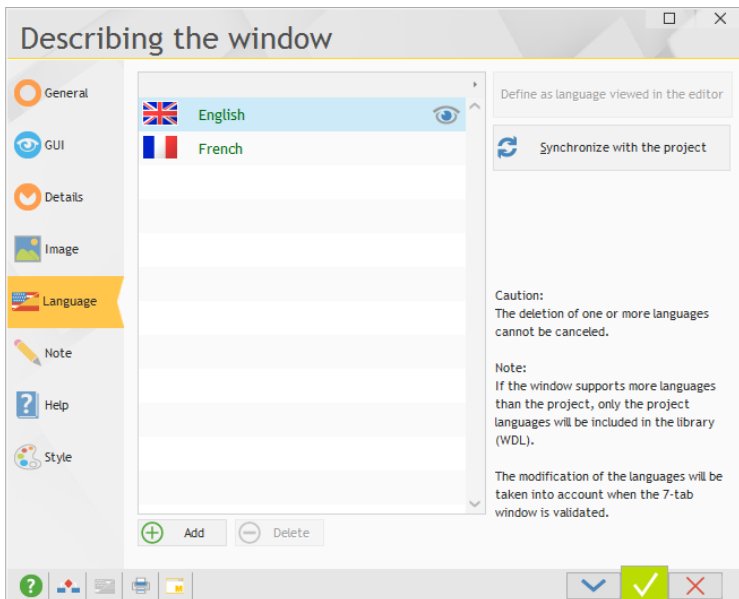 Describing the window
General
GUI
Details
Image
Language
Note
Help
Style
English
French
Add
Delete
Define as language viewed in the editor
Synchronize with the project
Caution:
The deletion of one or more languages
cannot be canceled.
Note:
If the window supports more languages
than the project, only the project
languages will be included in the library
(WDL).
The modification of the languages will be
taken into account when the 7-tab
window is validated.